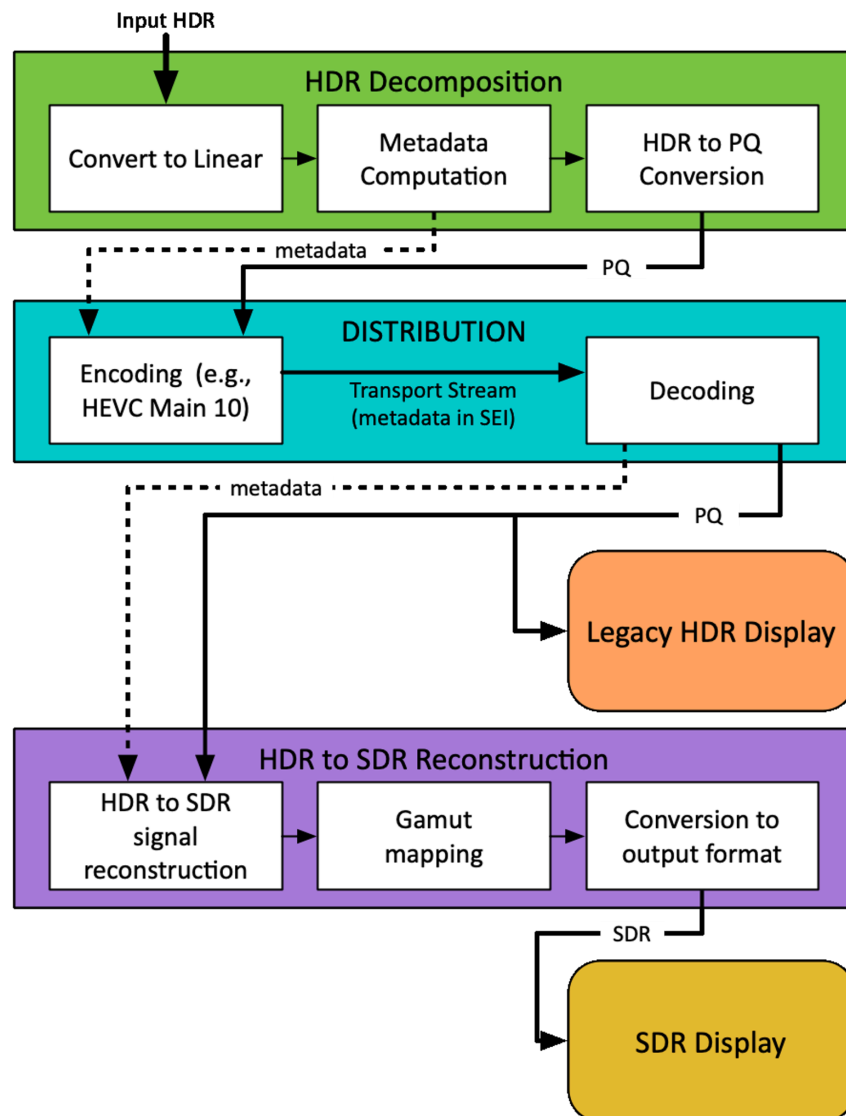 Input HDR
HDR Decomposition
Convert to Linear
Metadata
Computation
HDR to PQ
Conversion
metadata
PQ
DISTRIBUTION
Encoding (e.g.,
HEVC Main 10)
Transport Stream
(metadata in SEI)
Decoding
metadata
PQ
Legacy HDR Display
HDR to SDR Reconstruction
HDR to SDR
signal
reconstruction
Gamut
mapping
Conversion to
output format
SDR
SDR Display